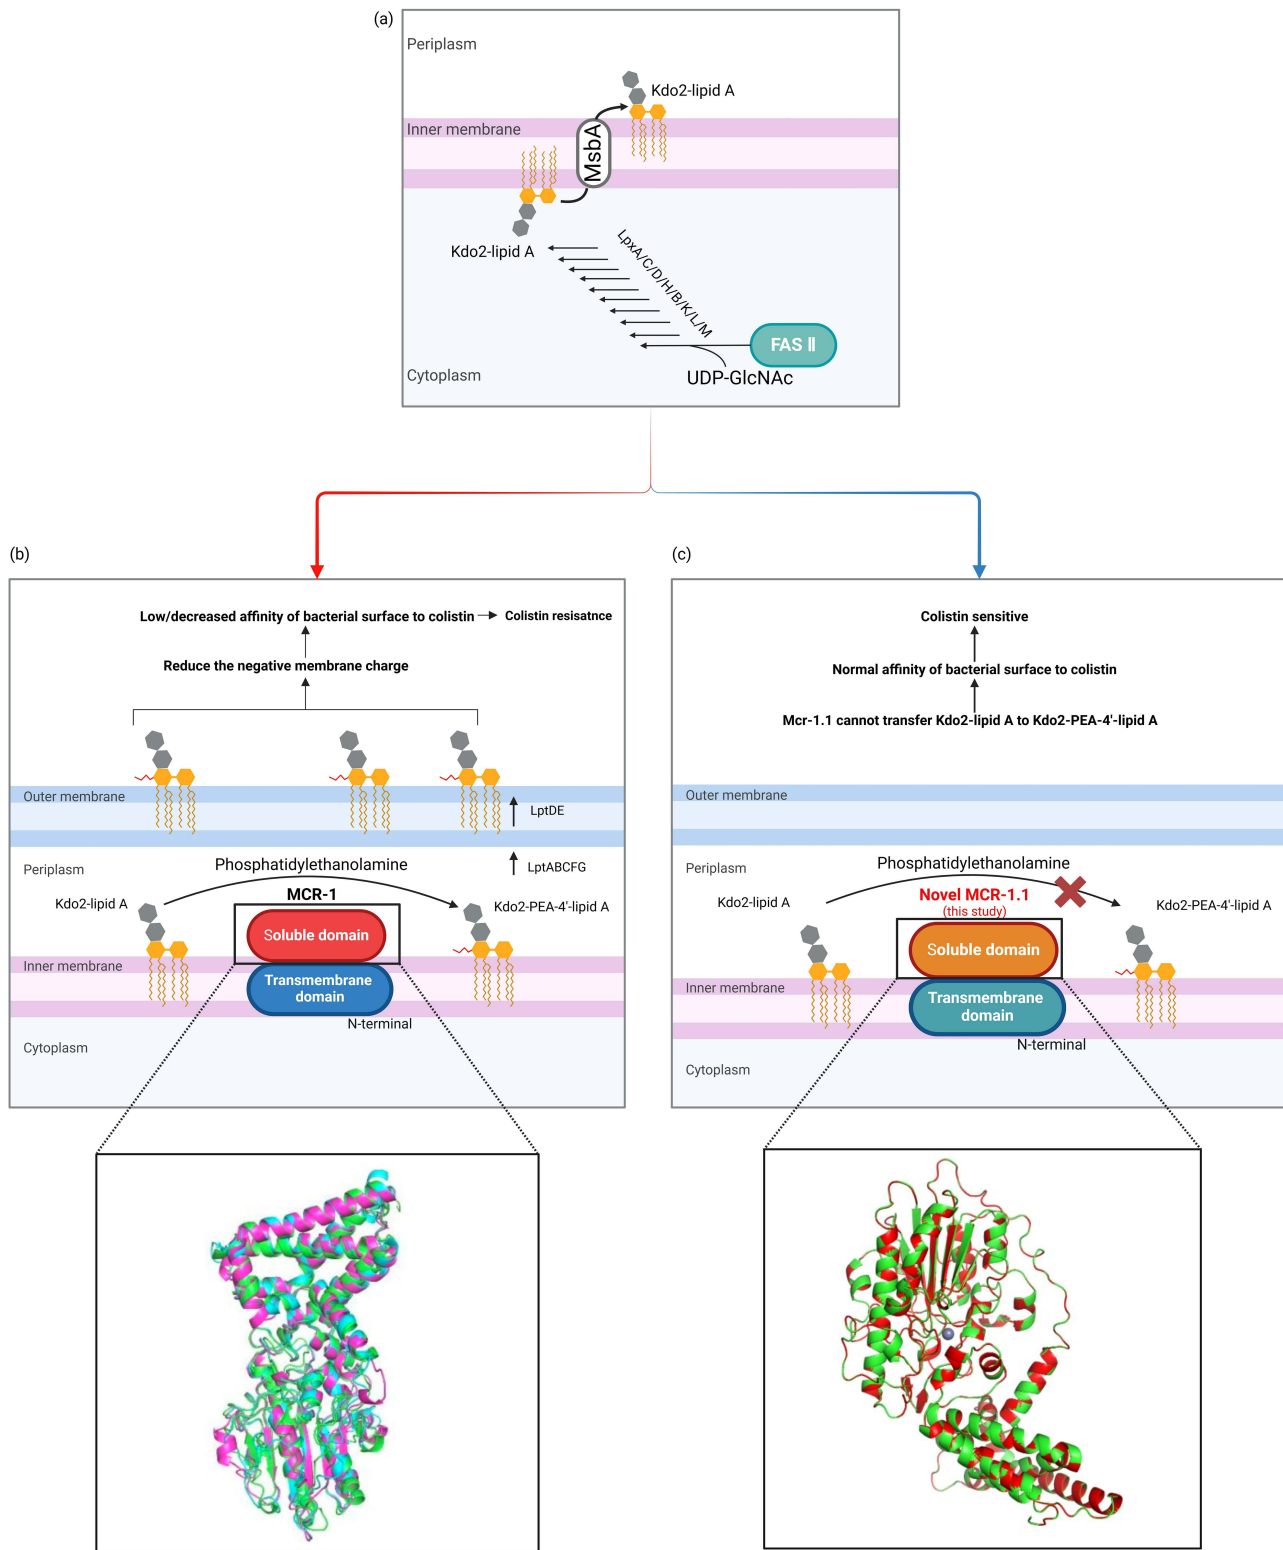 (a)
Periplasm
Kdo2-lipid A
Inner membrane
MsbA
Kdo2-lipid A
LpxA/C/D/H/B/K/L/M
FAS II
UDP-GlcNAc
Cytoplasm
(b)
Low/decreased affinity of bacterial surface to colistin
Colistin resisatnce
Reduce the negative membrane charge
Outer membrane
LptDE
Periplasm
Phosphatidylethanolamine
LptABCFG
MCR-1
Kdo2-lipid A
Kdo2-PEA-4'-lipid A
Soluble domain
Inner membrane
Transmembrane
domain
N-terminal
Cytoplasm
(c)
Colistin sensitive
Normal affinity of bacterial surface to colistin
Mcr-1.1 cannot transfer Kdo2-lipid A to Kdo2-PEA-4'-lipid A
Outer membrane
Periplasm
Phosphatidylethanolamine
Novel MCR-1.1
(this study)
Kdo2-lipid A
Kdo2-PEA-4'-lipid A
Soluble domain
Inner membrane
Transmembrane
domain
N-terminal
Cytoplasm